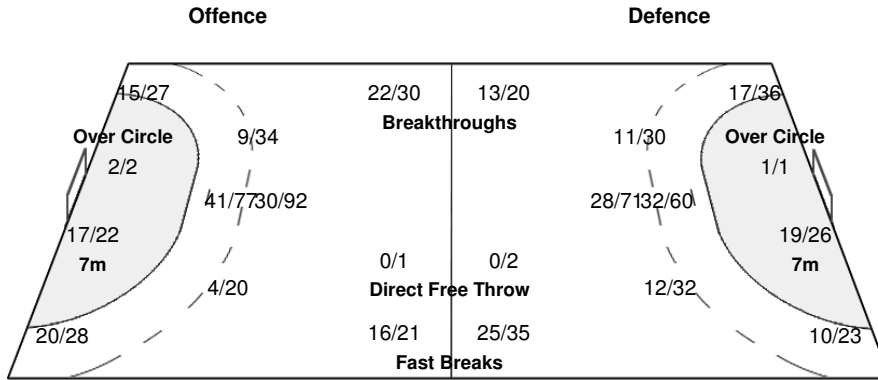 Offence Defence
15/27 22/30 13/20 17/36
Breakthroughs
Over Circle 9/34 11/30 Over Circle
2/2 1/1
41/77 30/92 28/71 32/60
17/22 19/26
7m 0/1 0/2 7m
4/20 Direct Free Throw 12/32
20/28 16/21 25/35 10/23
Fast Breaks